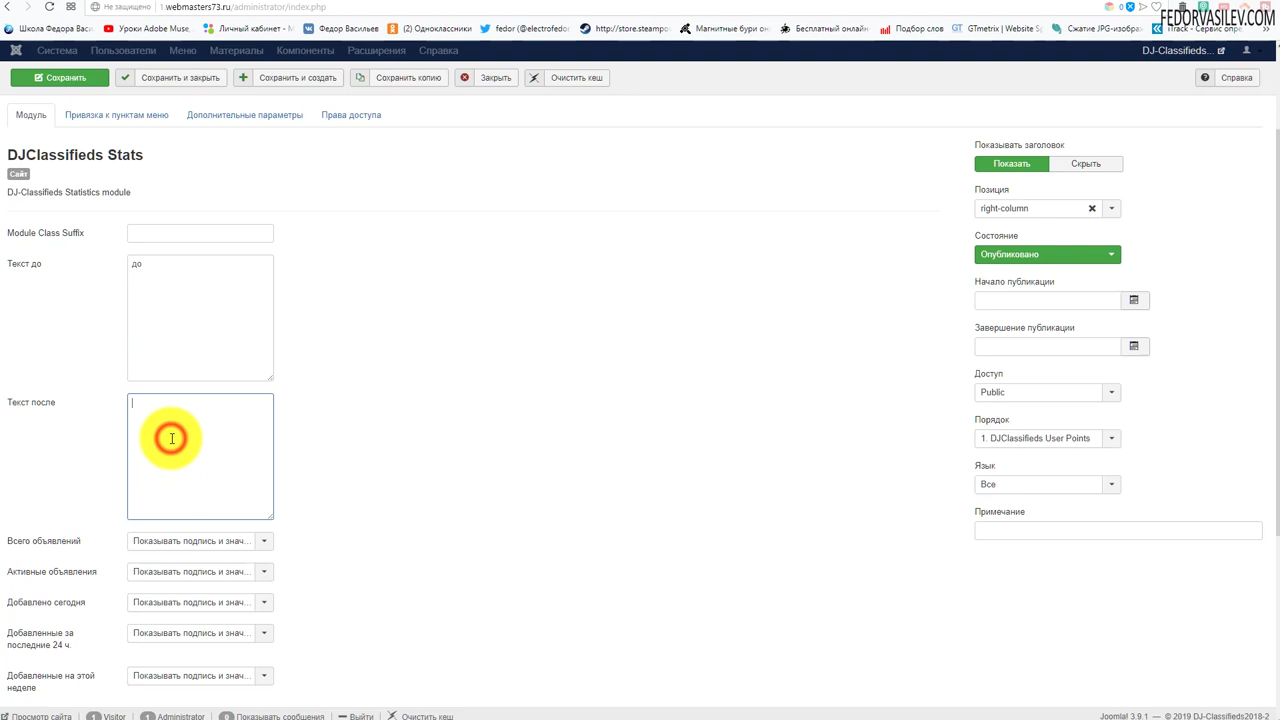 Не защищено 1.webmasters73.ru/administrator/index.php
FEDORVASILEV.COM
Школа Федора Васи. Уроки Adobe Muse, Личный кабинет - М Федор Васильев (1) Одноклассники fedor (@electrofedor http://store.steampo Магнитные бури он Бесплатный онлайн Подбор слов GTmetrix | Website Sp Сжатие JPG-изображ
Система Пользователи Меню Материалы Компоненты Расширения Справка DJ-Classifieds...
Сохранить Сохранить и закрыть Сохранить и создать Сохранить копию Закрыть Очистить кеш Справка
Модуль Привязка к пунктам меню Дополнительные параметры Права доступа
DJClassifieds Stats
Сайт
DJ-Classifieds Statistics module
Module Class Suffix
Текст до до
Текст после
Всего объявлений Показывать подпись и знач...
Активные объявления Показывать подпись и знач...
Добавлено сегодня Показывать подпись и знач...
Добавленные за Показывать подпись и знач...
последние 24 ч.
Добавленные на этой Показывать подпись и знач...
неделе
Показывать заголовок
Показать Скрыть
Позиция
right-column
Состояние
Опубликовано
Начало публикации
Завершение публикации
Доступ
Public
Порядок
1. DJClassifieds User Points
Язык
Все
Примечание
Просмотр сайта 1 Visitor 1 Administrator 0 Показывать сообщения Выйти Очистить кеш Joomla! 3.9.1 — © 2019 DJ-Classifieds2018-2